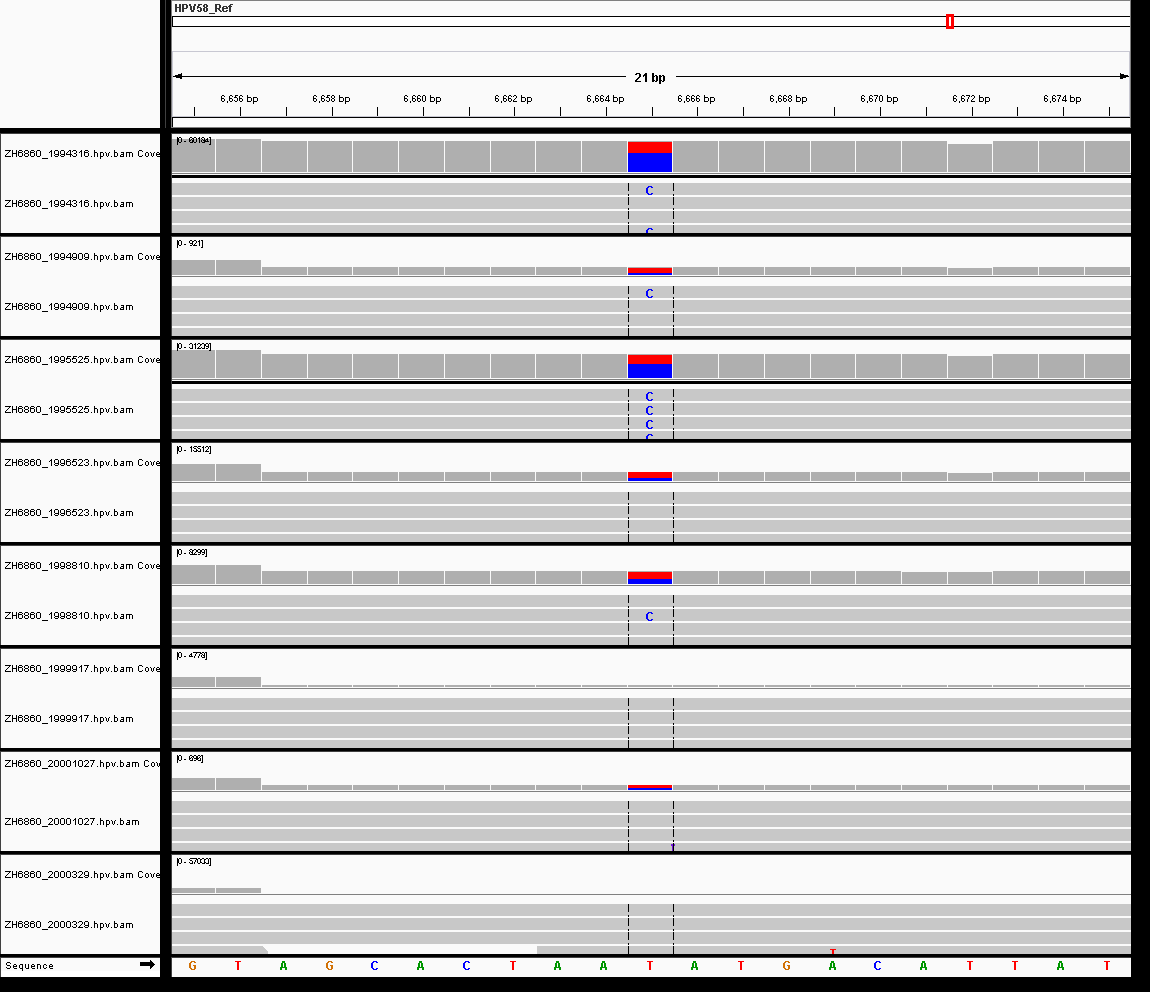 HPV58_Ref
21 bp
6,656 bp 6,658 bp 6,660 bp 6,662 bp 6,664 bp 6,666 bp 6,668 bp 6,670 bp 6,672 bp 6,674 bp
ZH6860_1994316.hpv.bam Cove
[0 - 60184]
ZH6860_1994316.hpv.bam
C
C
ZH6860_1994909.hpv.bam Cove
[0 - 921]
ZH6860_1994909.hpv.bam
C
ZH6860_1995525.hpv.bam Cove
[0 - 31239]
ZH6860_1995525.hpv.bam
C
C
C
C
ZH6860_1996523.hpv.bam Cove
[0 - 15512]
ZH6860_1996523.hpv.bam
ZH6860_1998810.hpv.bam Cove
[0 - 8299]
ZH6860_1998810.hpv.bam
C
ZH6860_1999917.hpv.bam Cove
[0 - 4778]
ZH6860_1999917.hpv.bam
ZH6860_20001027.hpv.bam Cov
[0 - 696]
ZH6860_20001027.hpv.bam
ZH6860_2000329.hpv.bam Cove
[0 - 57033]
ZH6860_2000329.hpv.bam
T
Sequence G T A G C A C T A A T A T G A C A T T A T